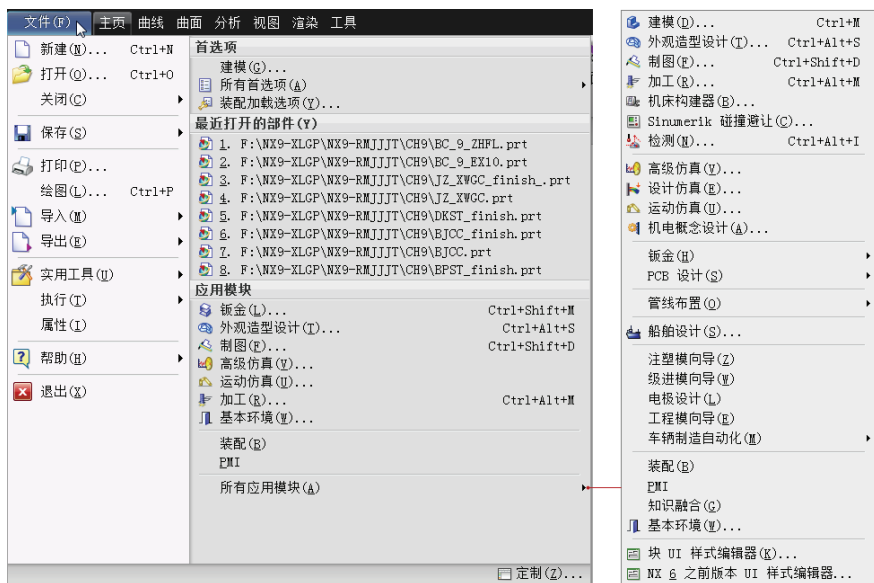 文件(F) 主页 曲线 曲面 分析 视图 渲染 工具
新建(N)... Ctrl+N
打开(O)... Ctrl+O
关闭(C)
保存(S)
打印(P)...
绘图(L)... Ctrl+P
导入(M)
导出(E)
实用工具(U)
执行(T)
属性(I)
帮助(H)
退出(X)
首选项
建模(G)...
所有首选项(A)
装配加载选项(Y)...
最近打开的部件(Y)
1. F:\NX9-XLGP\NX9-RMJJJT\CH9\BC_9_ZHFL.prt
2. F:\NX9-XLGP\NX9-RMJJJT\CH9\BC_9_EX10.prt
3. F:\NX9-XLGP\NX9-RMJJJT\CH9\JZ_XWGC_finish_.prt
4. F:\NX9-XLGP\NX9-RMJJJT\CH9\JZ_XWGC.prt
5. F:\NX9-XLGP\NX9-RMJJJT\CH9\DKST_finish.prt
6. F:\NX9-XLGP\NX9-RMJJJT\CH9\BJCC_finish.prt
7. F:\NX9-XLGP\NX9-RMJJJT\CH9\BJCC.prt
8. F:\NX9-XLGP\NX9-RMJJJT\CH9\BPST_finish.prt
应用模块
钣金(L)... Ctrl+Shift+M
外观造型设计(T)... Ctrl+Alt+S
制图(F)... Ctrl+Shift+D
高级仿真(V)...
运动仿真(U)...
加工(R)... Ctrl+Alt+M
基本环境(W)...
装配(B)
PMI
所有应用模块(A)
定制(Z)...
建模(D)... Ctrl+M
外观造型设计(T)... Ctrl+Alt+S
制图(F)... Ctrl+Shift+D
加工(R)... Ctrl+Alt+M
机床构建器(B)...
Sinumerik 碰撞避让(C)...
检测(N)... Ctrl+Alt+I
高级仿真(V)...
设计仿真(E)...
运动仿真(U)...
机电概念设计(A)...
钣金(H)
PCB 设计(S)
管线布置(O)
船舶设计(S)...
注塑模向导(Z)
级进模向导(W)
电极设计(L)
工程模向导(E)
车辆制造自动化(M)
装配(B)
PMI
知识融合(G)
基本环境(W)...
块 UI 样式编辑器(K)...
NX 6 之前版本 UI 样式编辑器...